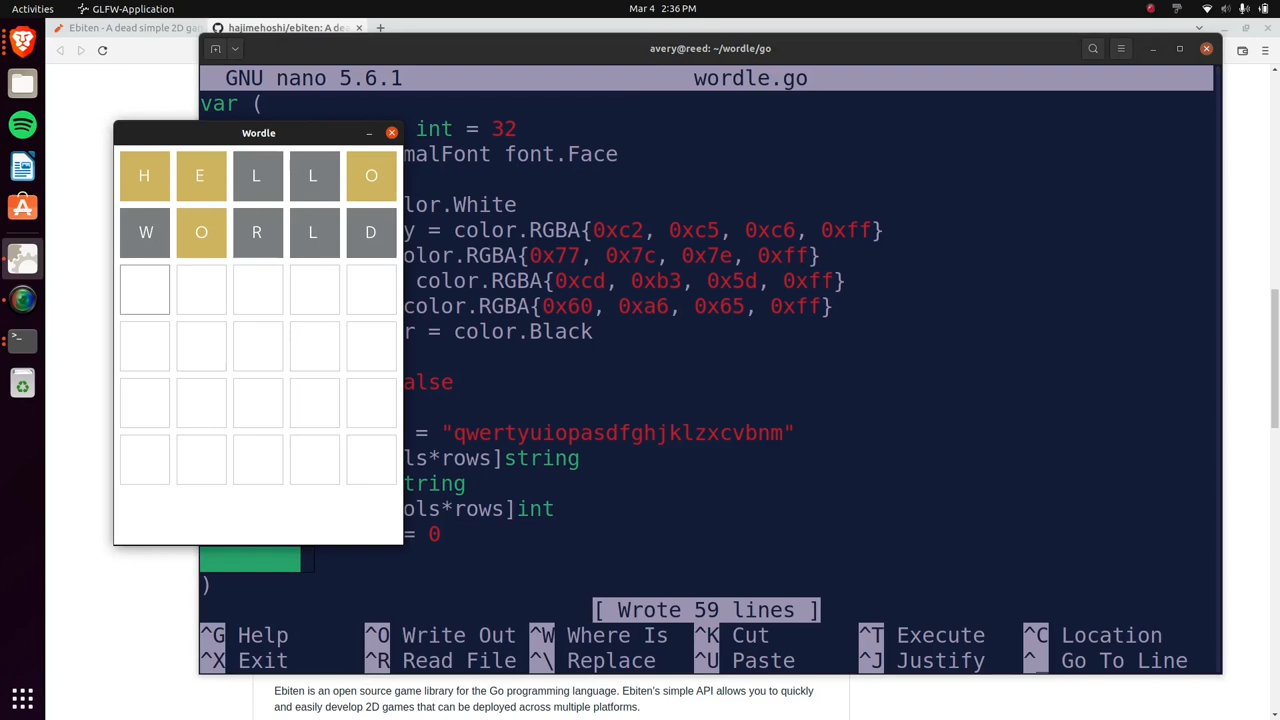 Activities
GLFW-Application
Mar 4 2:36 PM
Ebiten - A dead simple 2D gam
hajimehoshi/ebiten: A de
avery@reed: ~/wordle/go
GNU nano 5.6.1
wordle.go
var (
int = 32
malFont font.Face
lor.White
y = color.RGBA{0xc2, 0xc5, 0xc6, 0xff}
olor.RGBA{0x77, 0x7c, 0x7e, 0xff}
color.RGBA{0xcd, 0xb3, 0x5d, 0xff}
color.RGBA{0x60, 0xa6, 0x65, 0xff}
r = color.Black
alse
= "qwertyuiopasdfghjklzxcvbnm"
ls*rows]string
tring
ols*rows]int
= 0
)
[ Wrote 59 lines ]
^G Help ^O Write Out ^W Where Is ^K Cut ^T Execute ^C Location
^X Exit ^R Read File ^\ Replace ^U Paste ^J Justify ^_ Go To Line
Wordle
H E L L O
W O R L D
Ebiten is an open source game library for the Go programming language. Ebiten's simple API allows you to quickly
and easily develop 2D games that can be deployed across multiple platforms.